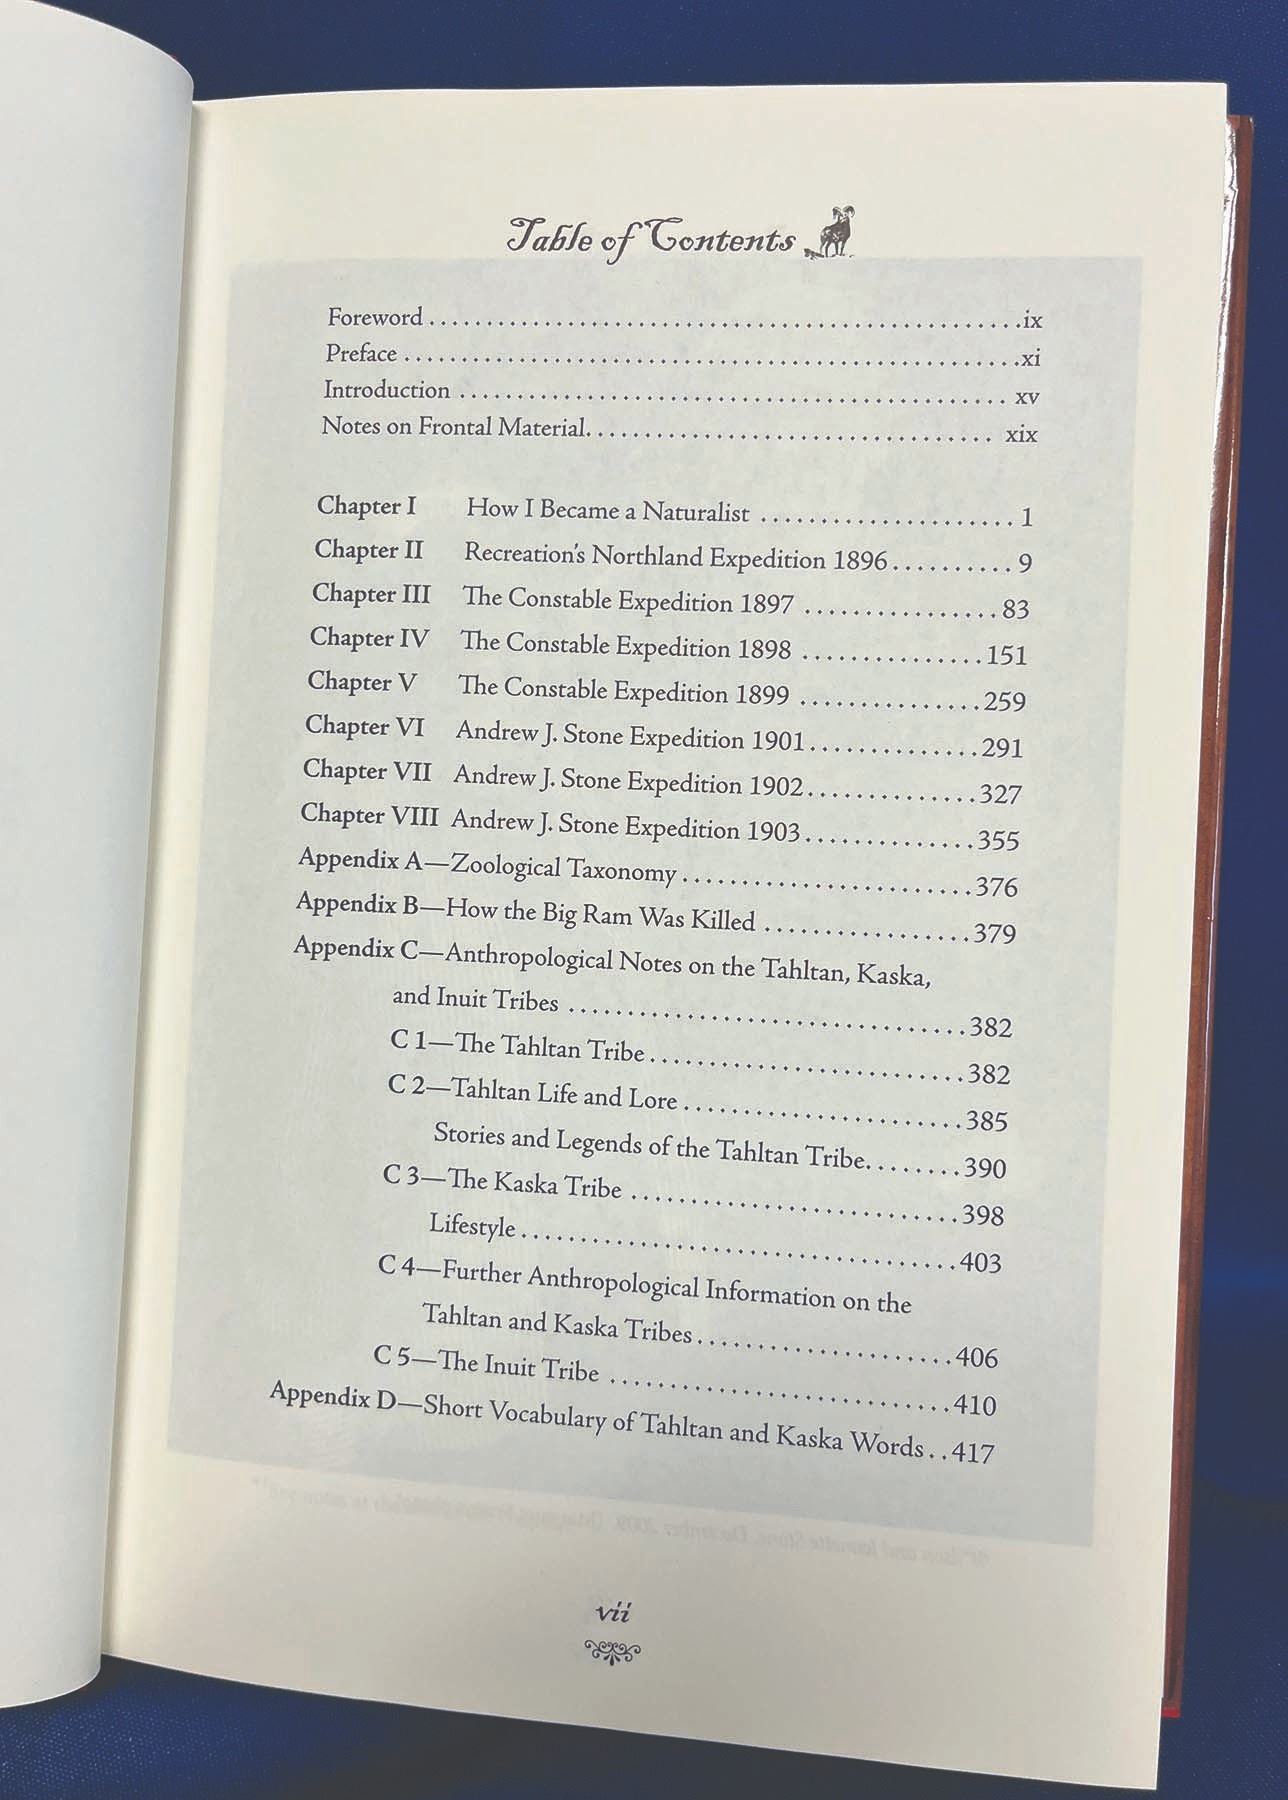 Table of Contents
Foreword ix
Preface xi
Introduction xv
Notes on Frontal Material xix
Chapter I How I Became a Naturalist 1
Chapter II Recreation's Northland Expedition 1896 9
Chapter III The Constable Expedition 1897 83
Chapter IV The Constable Expedition 1898 151
Chapter V The Constable Expedition 1899 259
Chapter VI Andrew J. Stone Expedition 1901 291
Chapter VII Andrew J. Stone Expedition 1902 327
Chapter VIII Andrew J. Stone Expedition 1903 355
Appendix A—Zoological Taxonomy 376
Appendix B—How the Big Ram Was Killed 379
Appendix C—Anthropological Notes on the Tahltan, Kaska,
and Inuit Tribes 382
C 1—The Tahltan Tribe 382
C 2—Tahltan Life and Lore 385
Stories and Legends of the Tahltan Tribe 390
C 3—The Kaska Tribe 398
Lifestyle 403
C 4—Further Anthropological Information on the
Tahltan and Kaska Tribes 406
C 5—The Inuit Tribe 410
Appendix D—Short Vocabulary of Tahltan and Kaska Words 417
vii